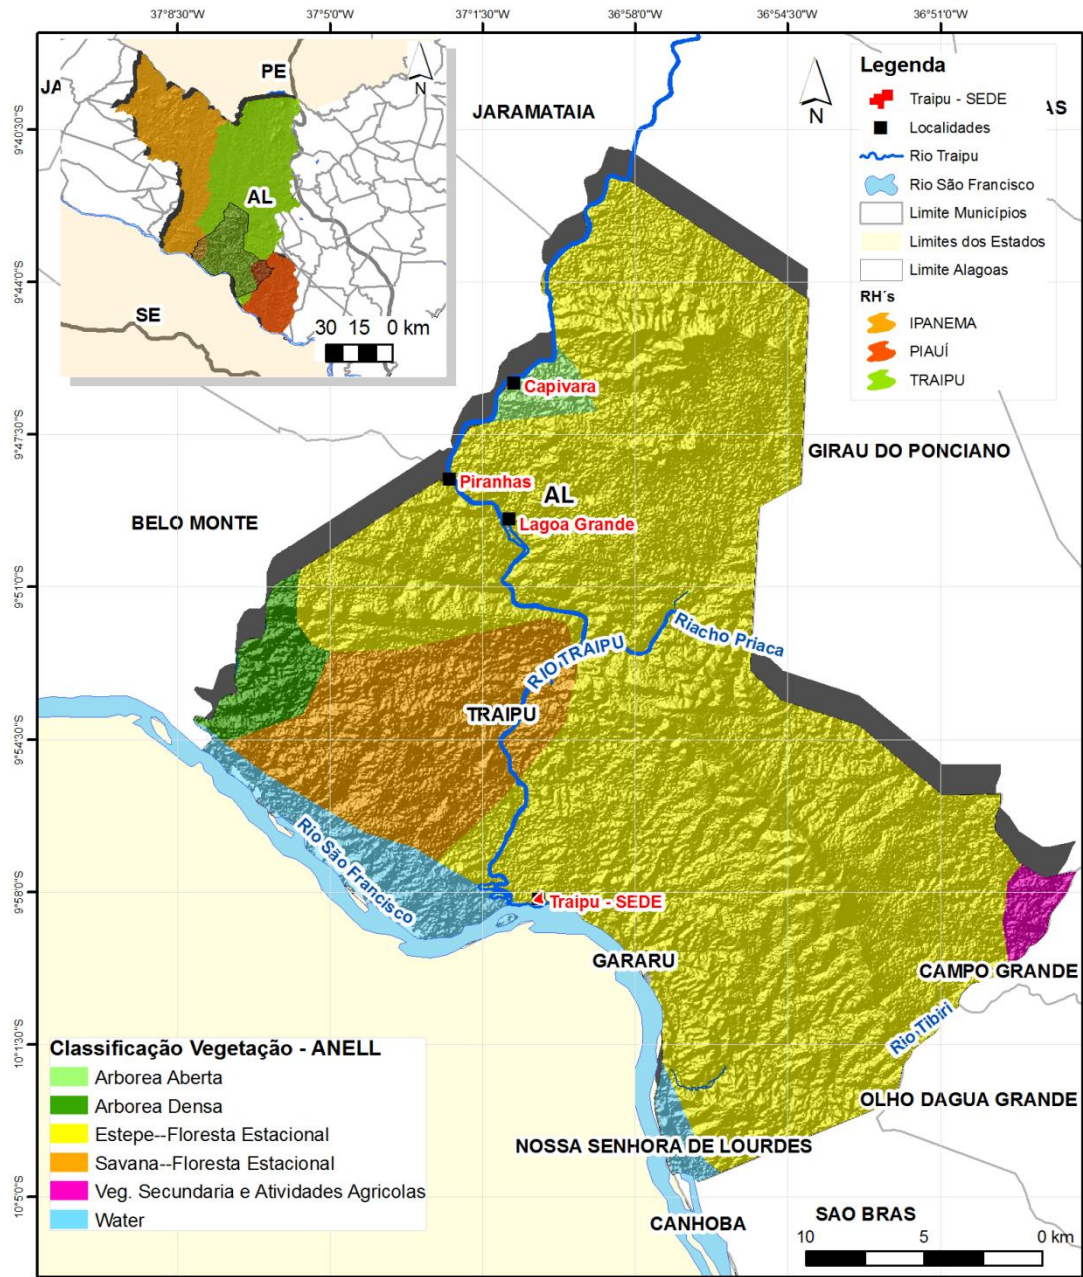 37°8'30"W
37°5'0"W
37°1'30"W
36°58'0"W
36°54'30"W
36°51'0"W
PE
JA
N
AL
SE
30 15 0 km
JARAMATAIA
N
AS
Legenda
Traipu - SEDE
Localidades
Rio Traipu
Rio São Francisco
Limite Municípios
Limites dos Estados
Limite Alagoas
RH´s
IPANEMA
PIAUÍ
TRAIPU
9°40'30"S
9°44'0"S
9°47'30"S
9°51'0"S
9°54'30"S
9°58'0"S
10°1'30"S
10°5'0"S
Capivara
GIRAU DO PONCIANO
Piranhas
AL
BELO MONTE
Lagoa Grande
Riacho Priaca
RIO TRAIPU
TRAIPU
Rio São Francisco
Traipu - SEDE
GARARU
CAMPO GRANDE
Rio Tibiri
OLHO DAGUA GRANDE
NOSSA SENHORA DE LOURDES
CANHOBA
SAO BRAS
10 5 0 km
Classificação Vegetação - ANELL
Arborea Aberta
Arborea Densa
Estepe--Floresta Estacional
Savana--Floresta Estacional
Veg. Secundaria e Atividades Agricolas
Water